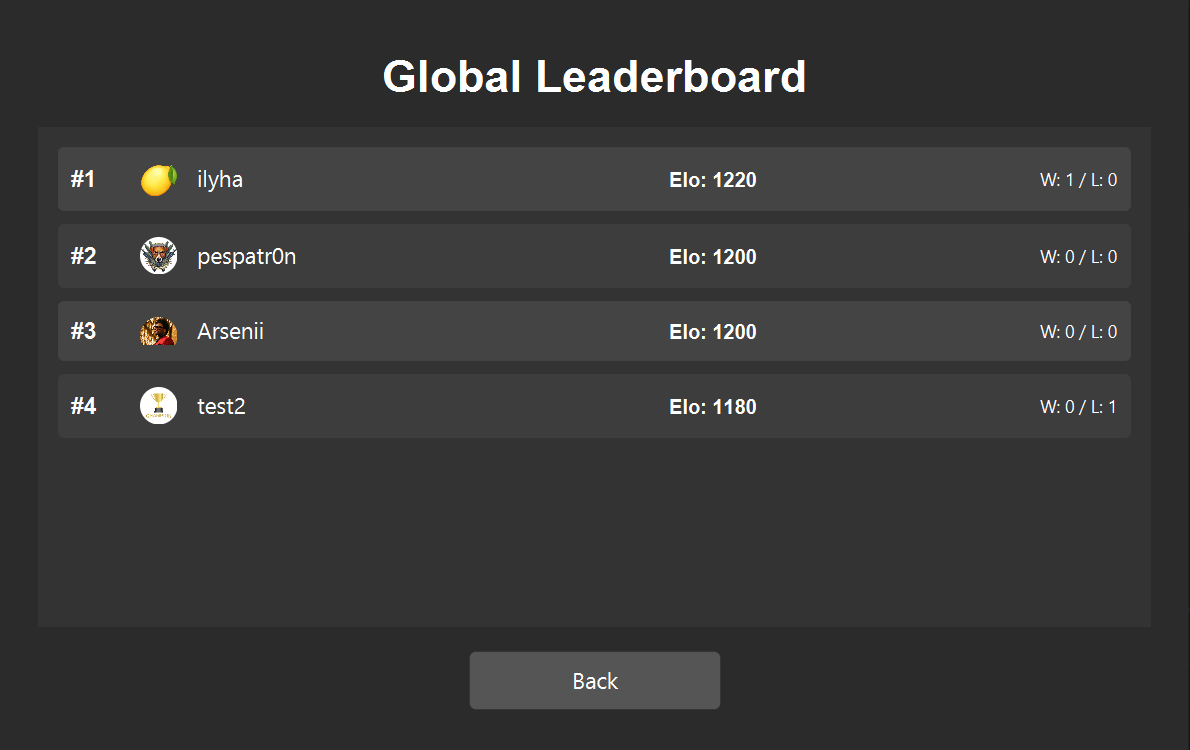 Global Leaderboard
#1 ilyha Elo: 1220 W: 1 / L: 0
#2 pespatr0n Elo: 1200 W: 0 / L: 0
#3 Arsenii Elo: 1200 W: 0 / L: 0
#4 test2 Elo: 1180 W: 0 / L: 1
Back